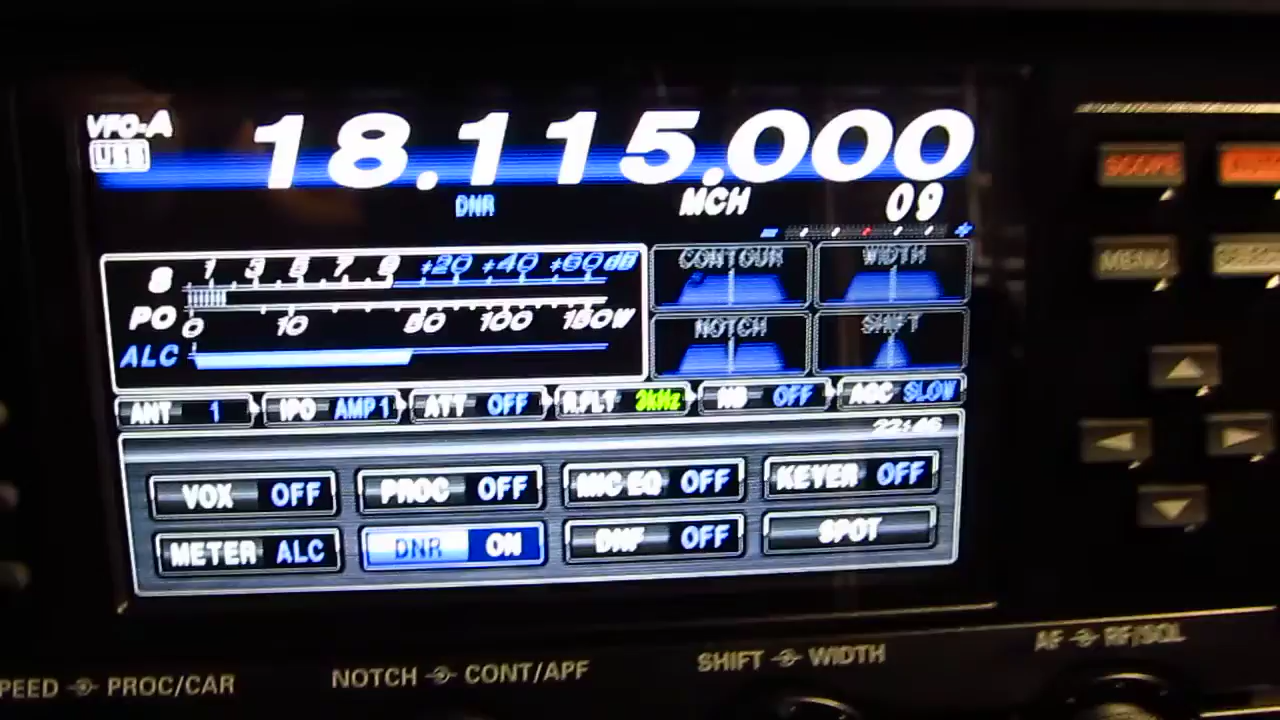 VFO-A 18.115.000
DNR MCH 09
S 1 3 5 7 9 +20 +40 +60dB
PO 0 10 50 100 150W
ALC
CONTOUR WIDTH
NOTCH SHIFT
ANT 1 IPO AMP1 ATT OFF R.FLT 3kHz NB OFF AGC SLOW
22:46
VOX OFF PROC OFF MIC EQ OFF KEYER OFF
METER ALC DNR ON DNF OFF SPOT
SCOPE
MENU
PEED PROC/CAR NOTCH CONT/APF SHIFT WIDTH AF RF/SQL